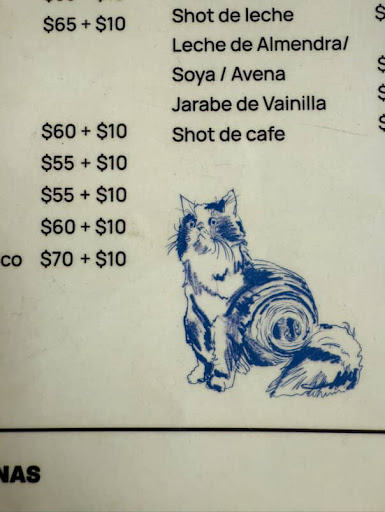 $65 + $10
Shot de leche
Leche de Almendra/
Soya / Avena
Jarabe de Vainilla
Shot de cafe
$60 + $10
$55 + $10
$55 + $10
$60 + $10
co $70 + $10
$
$
$
$
NAS